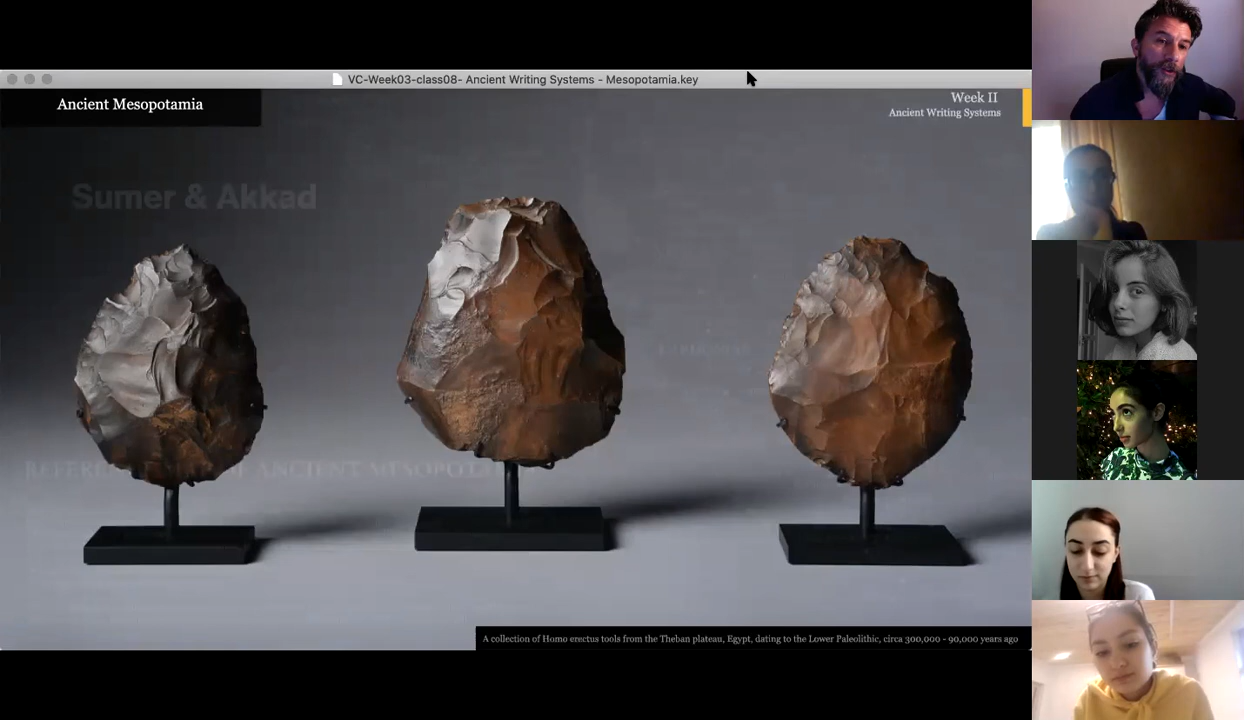 VC-Week03-class08- Ancient Writing Systems - Mesopotamia.key
Ancient Mesopotamia
Week II
Ancient Writing Systems
Sumer & Akkad
A collection of Homo erectus tools from the Theban plateau, Egypt, dating to the Lower Paleolithic, circa 300,000 - 90,000 years ago